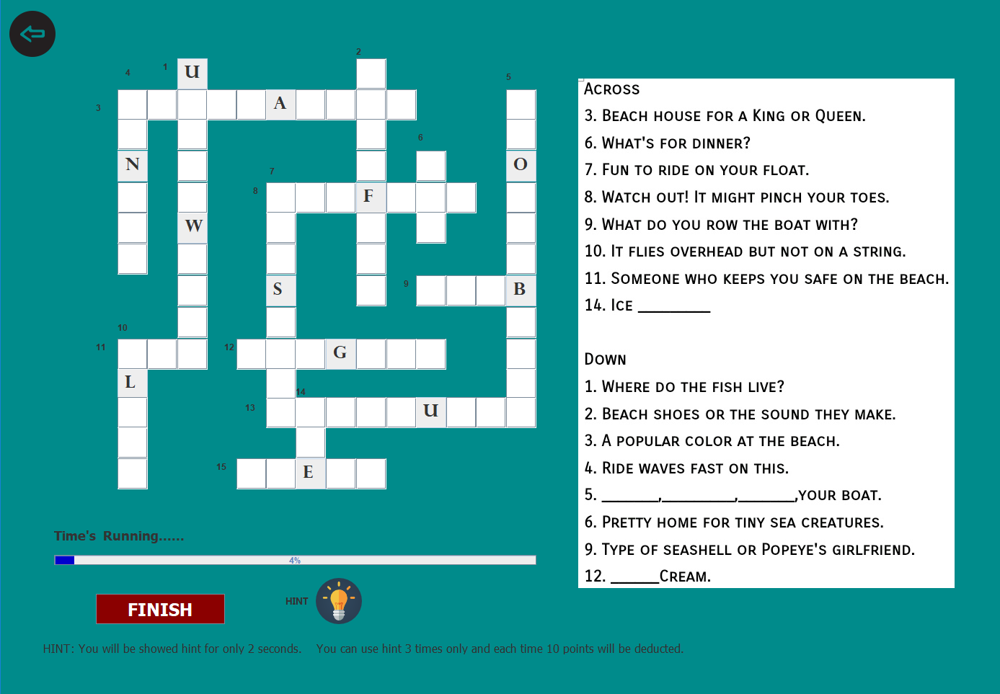 2
4
1
U
5
3
A
6
N
O
7
8
F
W
9
S
B
10
11
12
G
L
14
13
U
15
E
Across
3. Beach house for a King or Queen.
6. What's for dinner?
7. Fun to ride on your float.
8. Watch out! It might pinch your toes.
9. What do you row the boat with?
10. It flies overhead but not on a string.
11. Someone who keeps you safe on the beach.
14. Ice _________
Down
1. Where do the fish live?
2. Beach shoes or the sound they make.
3. A popular color at the beach.
4. Ride waves fast on this.
5. _______,_________,_______,your boat.
6. Pretty home for tiny sea creatures.
9. Type of seashell or Popeye's girlfriend.
12. ______Cream.
Time's Running......
4%
FINISH
HINT
HINT: You will be showed hint for only 2 seconds. You can use hint 3 times only and each time 10 points will be deducted.